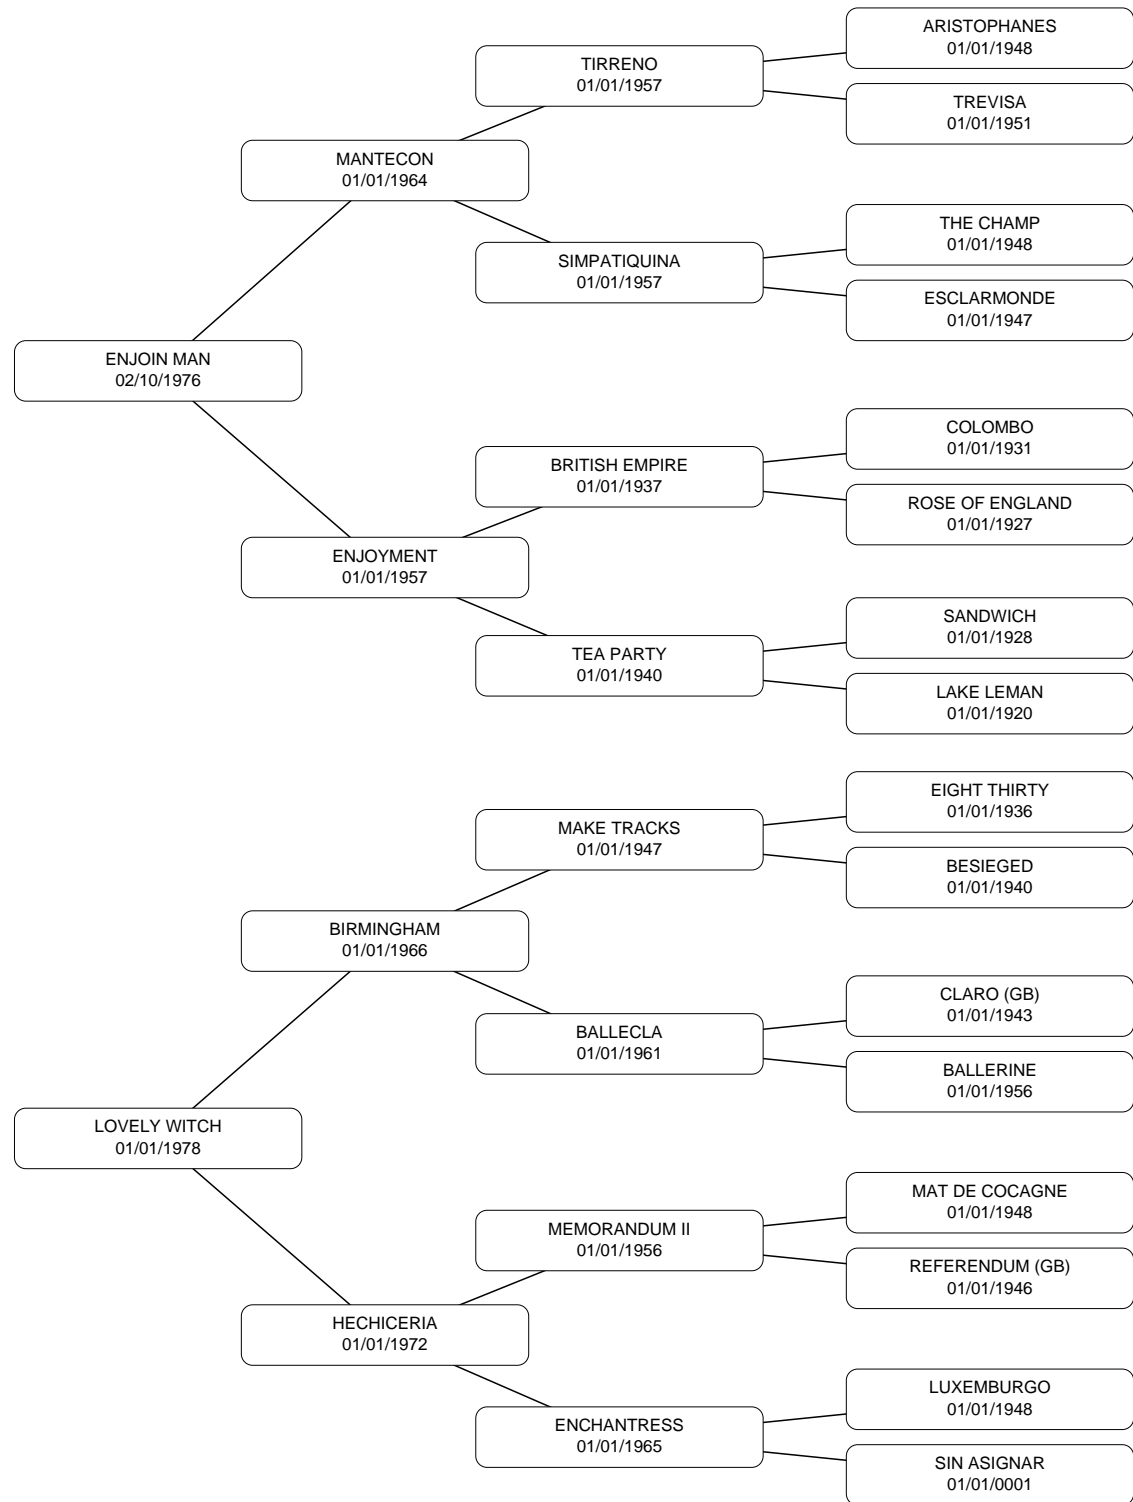 ARISTOPHANES
01/01/1948
TIRRENO
01/01/1957
TREVISA
01/01/1951
MANTECON
01/01/1964
THE CHAMP
01/01/1948
SIMPATIQUINA
01/01/1957
ESCLARMONDE
01/01/1947
ENJOIN MAN
02/10/1976
COLOMBO
01/01/1931
BRITISH EMPIRE
01/01/1937
ROSE OF ENGLAND
01/01/1927
ENJOYMENT
01/01/1957
SANDWICH
01/01/1928
TEA PARTY
01/01/1940
LAKE LEMAN
01/01/1920
EIGHT THIRTY
01/01/1936
MAKE TRACKS
01/01/1947
BESIEGED
01/01/1940
BIRMINGHAM
01/01/1966
CLARO (GB)
01/01/1943
BALLECLA
01/01/1961
BALLERINE
01/01/1956
LOVELY WITCH
01/01/1978
MAT DE COCAGNE
01/01/1948
MEMORANDUM II
01/01/1956
REFERENDUM (GB)
01/01/1946
HECHICERIA
01/01/1972
LUXEMBURGO
01/01/1948
ENCHANTRESS
01/01/1965
SIN ASIGNAR
01/01/0001